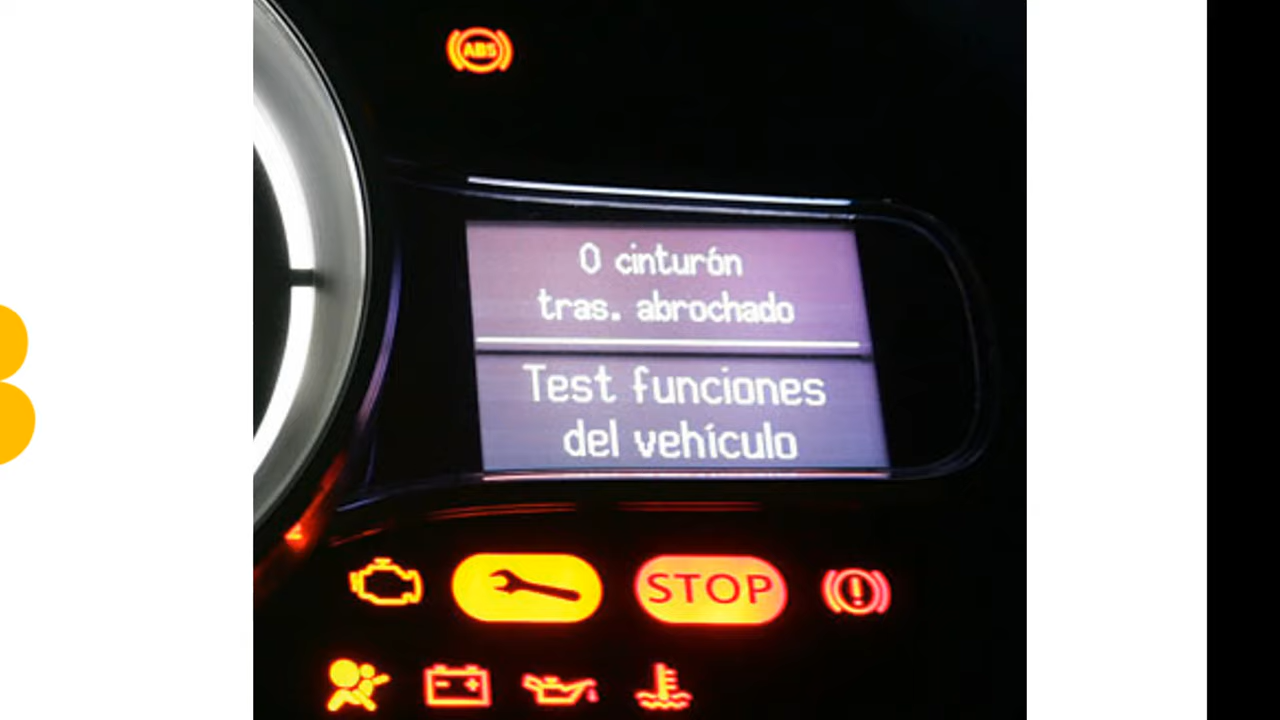 ABS
0 cinturón
tras. abrochado
Test funciones
del vehículo
STOP